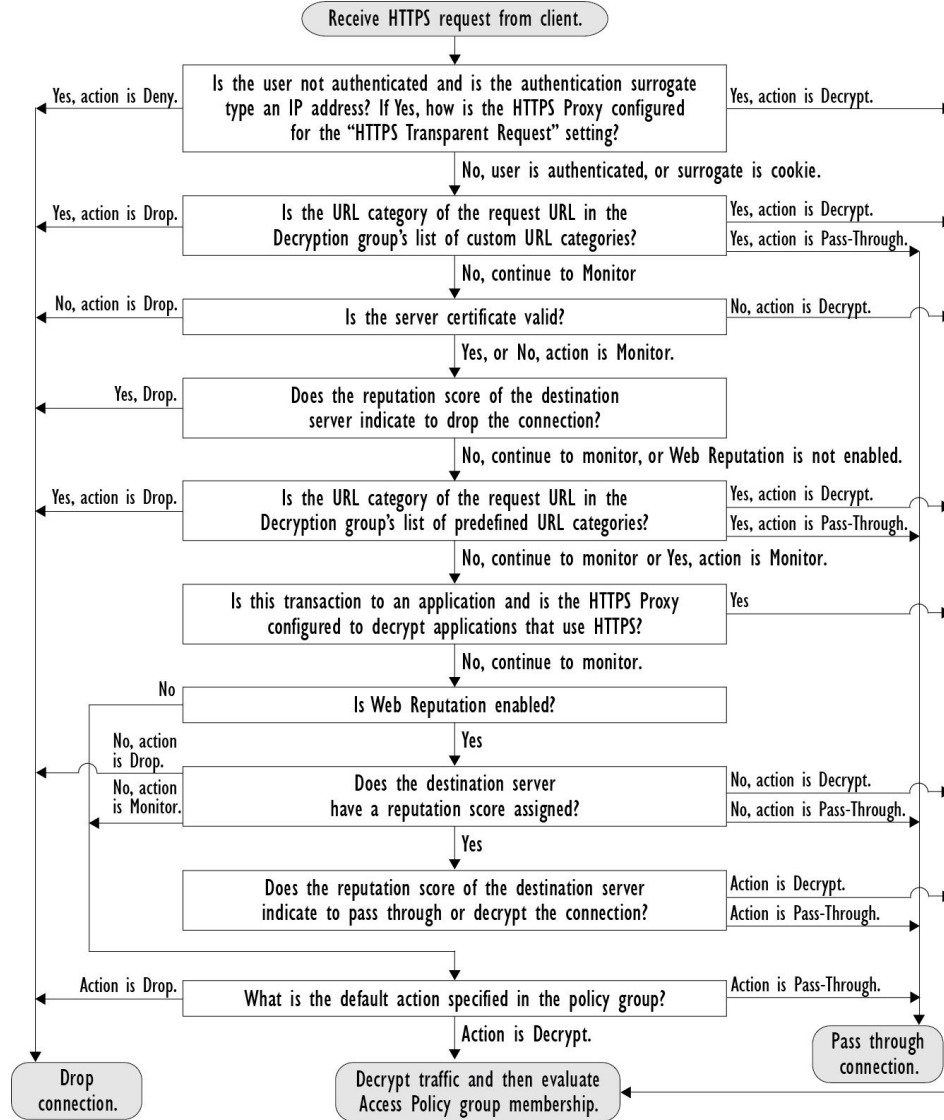 Receive HTTPS request from client.
Is the user not authenticated and is the authentication surrogate
type an IP address? If Yes, how is the HTTPS Proxy configured
for the “HTTPS Transparent Request” setting?
Yes, action is Deny.
Yes, action is Decrypt.
No, user is authenticated, or surrogate is cookie.
Is the URL category of the request URL in the
Decryption group’s list of custom URL categories?
Yes, action is Drop.
Yes, action is Decrypt.
Yes, action is Pass-Through.
No, continue to Monitor
Is the server certificate valid?
No, action is Drop.
No, action is Decrypt.
Yes, or No, action is Monitor.
Does the reputation score of the destination
server indicate to drop the connection?
Yes, Drop.
No, continue to monitor, or Web Reputation is not enabled.
Is the URL category of the request URL in the
Decryption group’s list of predefined URL categories?
Yes, action is Drop.
Yes, action is Decrypt.
Yes, action is Pass-Through.
No, continue to monitor or Yes, action is Monitor.
Is this transaction to an application and is the HTTPS Proxy
configured to decrypt applications that use HTTPS?
Yes
No, continue to monitor.
No
Is Web Reputation enabled?
Yes
No, action
is Drop.
No, action
is Monitor.
Does the destination server
have a reputation score assigned?
No, action is Decrypt.
No, action is Pass-Through.
Yes
Does the reputation score of the destination server
indicate to pass through or decrypt the connection?
Action is Decrypt.
Action is Pass-Through.
Action is Drop.
What is the default action specified in the policy group?
Action is Pass-Through.
Action is Decrypt.
Drop
connection.
Decrypt traffic and then evaluate
Access Policy group membership.
Pass through
connection.